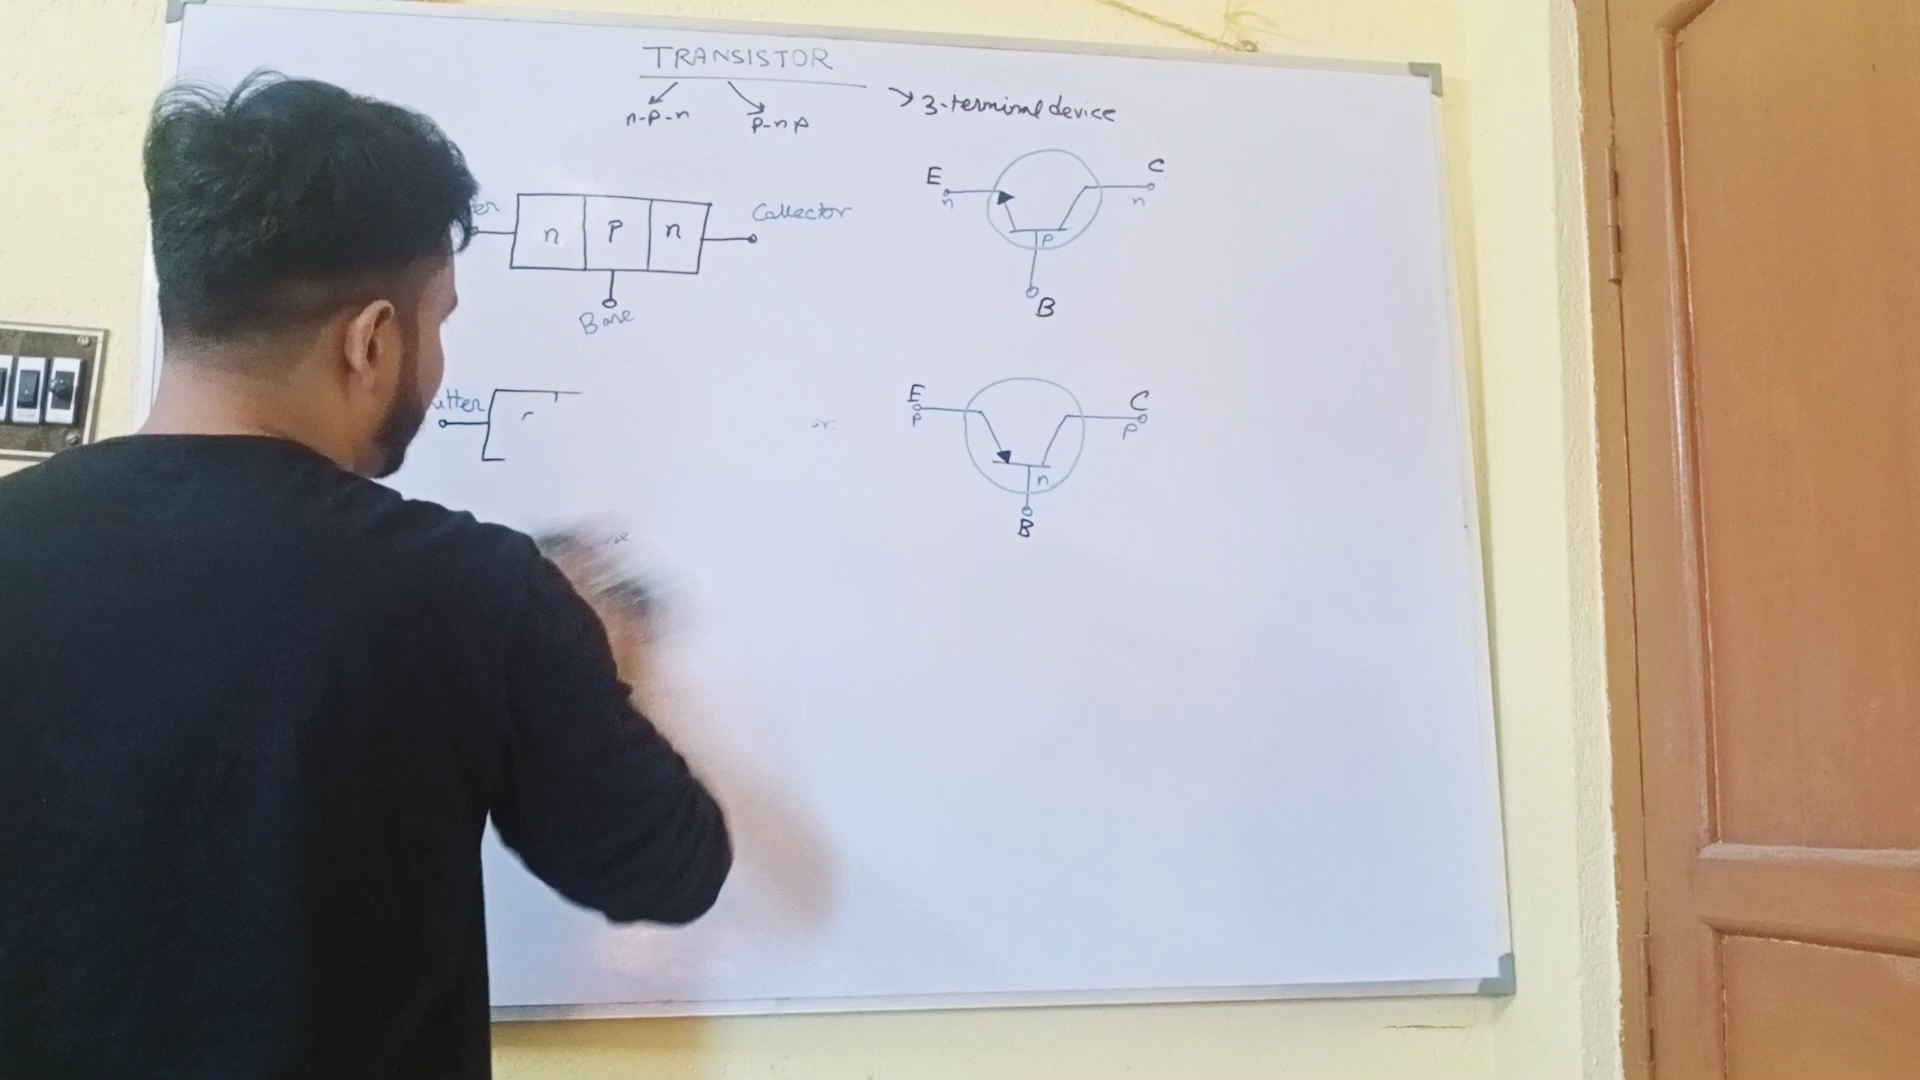 TRANSISTOR
n-p-n
p-n p
3-terminal device
n
p
n
Collector
Base
E
n
C
n
p
B
E
p
C
p
n
B